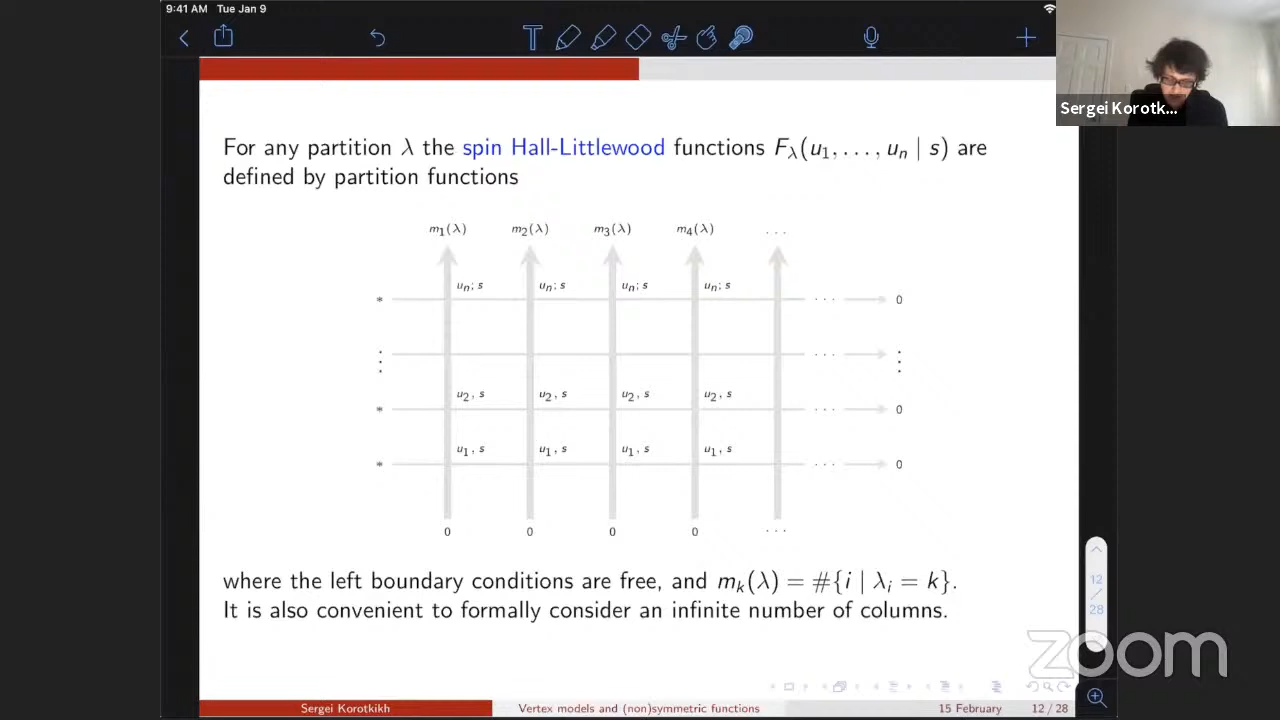 9:41 AM Tue Jan 9
Sergei Korotk...
For any partition λ the spin Hall-Littlewood functions F_λ(u_1, . . . , u_n | s) are
defined by partition functions
m_1(λ) m_2(λ) m_3(λ) m_4(λ) . . .
u_n; s u_n; s u_n; s u_n; s
* . . . 0
⋮ . . . ⋮
u_2, s u_2, s u_2, s u_2, s
* . . . 0
u_1, s u_1, s u_1, s u_1, s
* . . . 0
0 0 0 0 . . .
where the left boundary conditions are free, and m_k(λ) = #{i | λ_i = k}.
It is also convenient to formally consider an infinite number of columns.
12
/
28
zoom
Sergei Korotkikh Vertex models and (non)symmetric functions 15 February 12 / 28